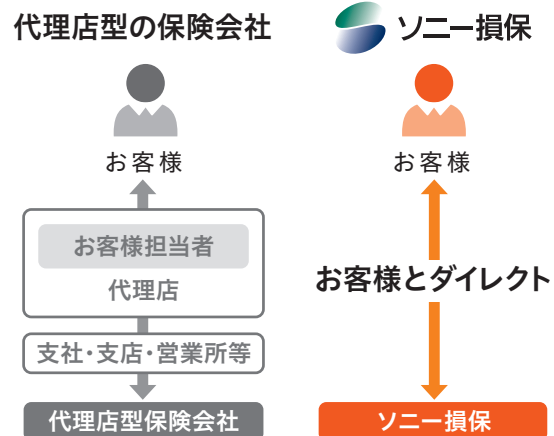 代理店型の保険会社
お客様
お客様担当者
代理店
支社・支店・営業所等
代理店型保険会社
ソニー損保
お客様
お客様とダイレクト
ソニー損保